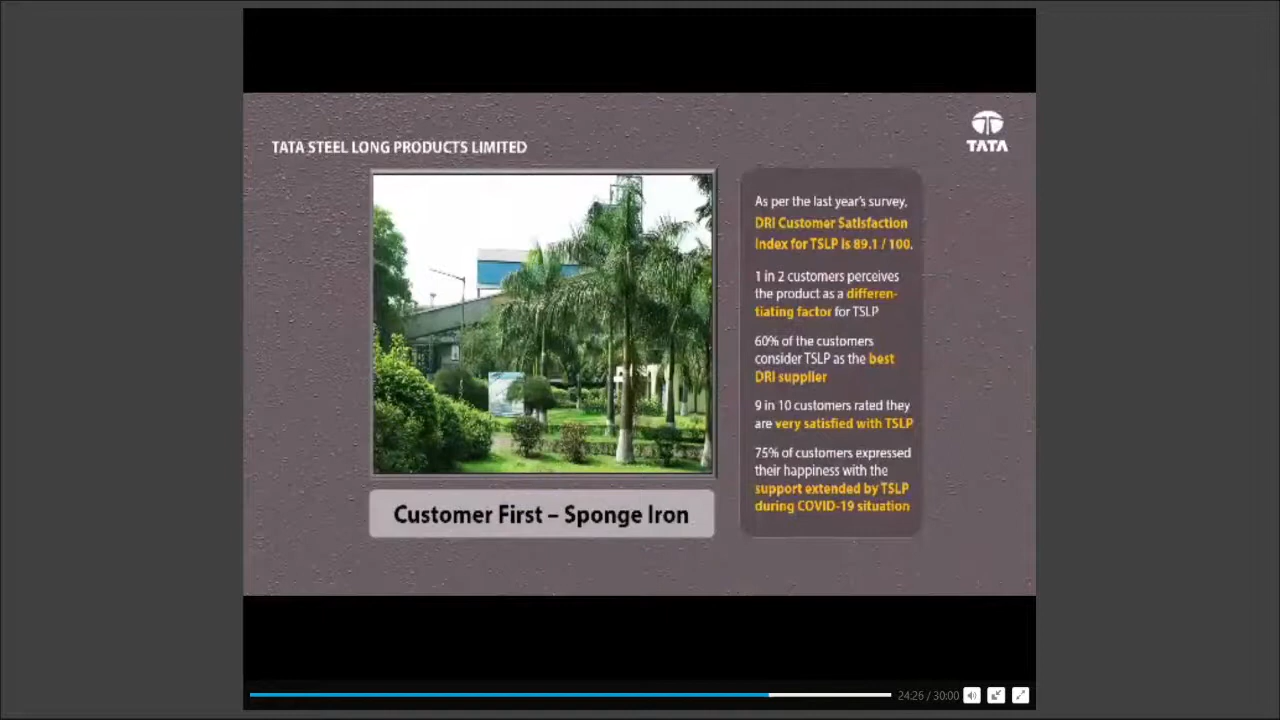 TATA STEEL LONG PRODUCTS LIMITED
TATA
As per the last year's survey,
DRI Customer Satisfaction
Index for TSLP is 89.1 / 100.
1 in 2 customers perceives
the product as a differen-
tiating factor for TSLP
60% of the customers
consider TSLP as the best
DRI supplier
9 in 10 customers rated they
are very satisfied with TSLP
75% of customers expressed
their happiness with the
support extended by TSLP
during COVID-19 situation
Customer First – Sponge Iron
24:26 / 30:00